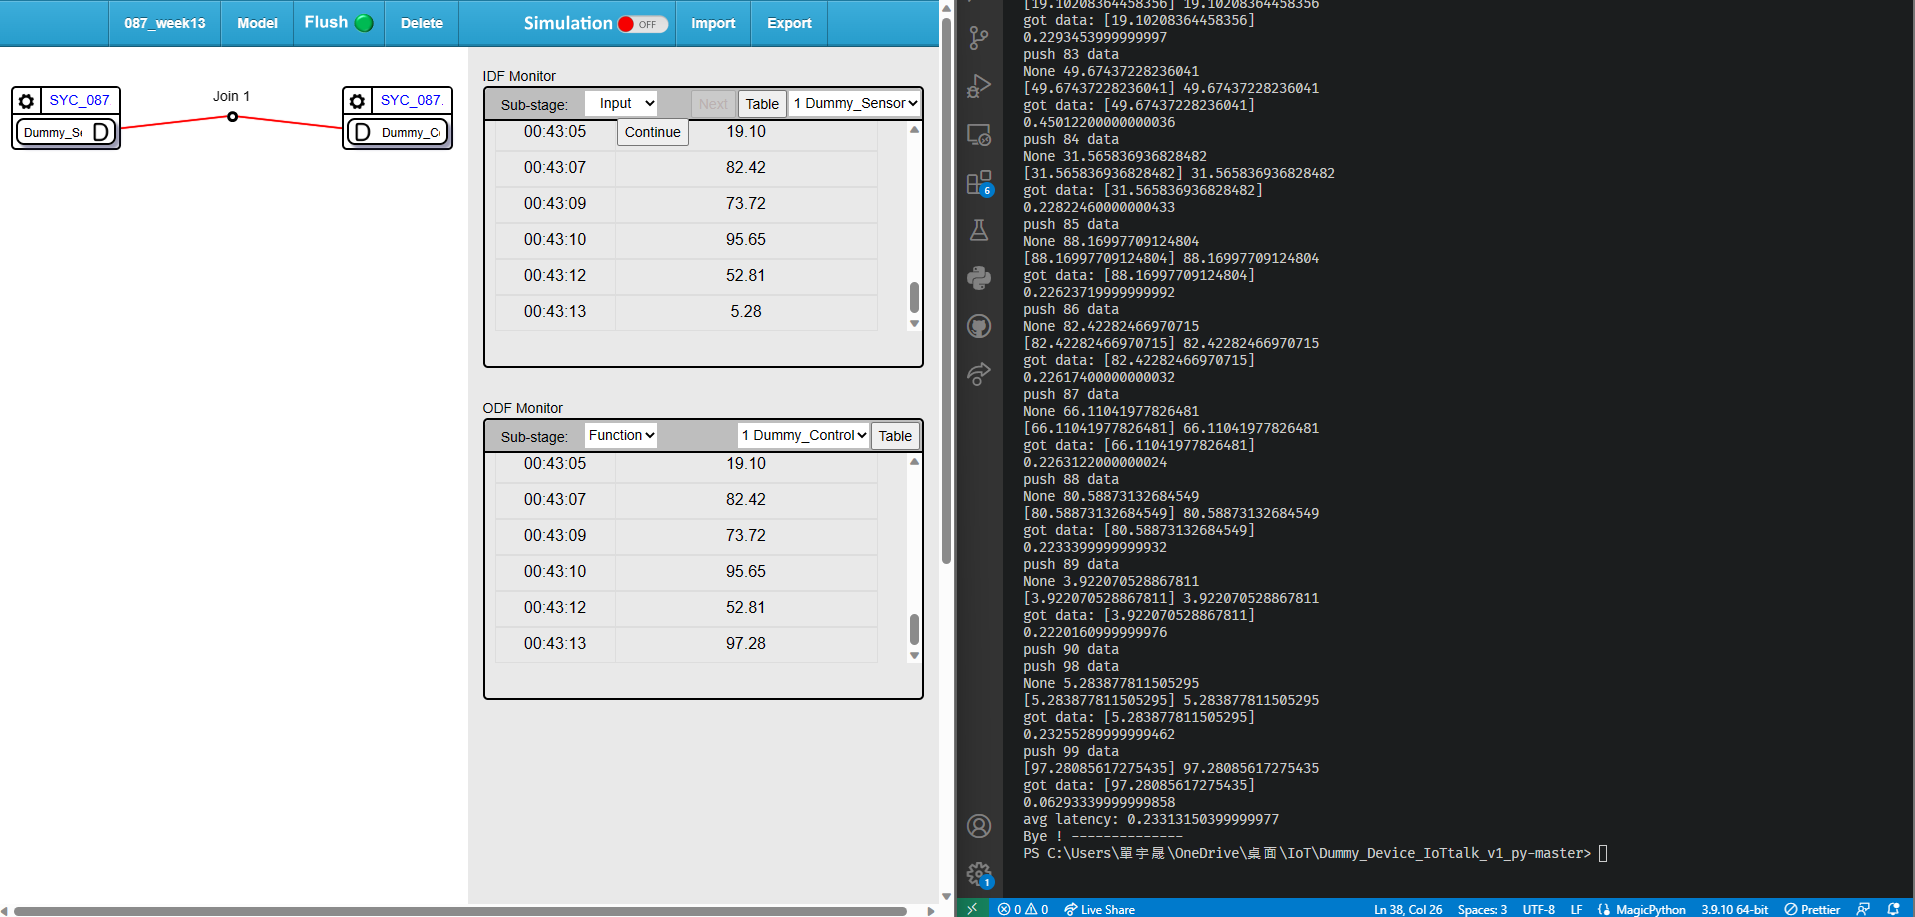 087_week13
Model
Flush
Delete
Simulation
OFF
Import
Export
SYC_087
Dummy_S
D
Join 1
SYC_087.
D
Dummy_C
IDF Monitor
Sub-stage:
Input
Next
Table
1 Dummy_Sensor
Continue
00:43:05 19.10
00:43:07 82.42
00:43:09 73.72
00:43:10 95.65
00:43:12 52.81
00:43:13 5.28
ODF Monitor
Sub-stage:
Function
1 Dummy_Control
Table
00:43:05 19.10
00:43:07 82.42
00:43:09 73.72
00:43:10 95.65
00:43:12 52.81
00:43:13 97.28
6
1
[19.10208364458356] 19.10208364458356
got data: [19.10208364458356]
0.2293453999999997
push 83 data
None 49.67437228236041
[49.67437228236041] 49.67437228236041
got data: [49.67437228236041]
0.45012200000000036
push 84 data
None 31.565836936828482
[31.565836936828482] 31.565836936828482
got data: [31.565836936828482]
0.22822460000000433
push 85 data
None 88.16997709124804
[88.16997709124804] 88.16997709124804
got data: [88.16997709124804]
0.22623719999999992
push 86 data
None 82.42282466970715
[82.42282466970715] 82.42282466970715
got data: [82.42282466970715]
0.22617400000000032
push 87 data
None 66.11041977826481
[66.11041977826481] 66.11041977826481
got data: [66.11041977826481]
0.2263122000000024
push 88 data
None 80.58873132684549
[80.58873132684549] 80.58873132684549
got data: [80.58873132684549]
0.2233399999999932
push 89 data
None 3.922070528867811
[3.922070528867811] 3.922070528867811
got data: [3.922070528867811]
0.2220160999999976
push 90 data
push 98 data
None 5.283877811505295
[5.283877811505295] 5.283877811505295
got data: [5.283877811505295]
0.23255289999999462
push 99 data
[97.28085617275435] 97.28085617275435
got data: [97.28085617275435]
0.06293339999999858
avg latency: 0.23313150399999977
Bye ! --------------
PS C:\Users\單宇晟\OneDrive\桌面\IoT\Dummy_Device_IoTtalk_v1_py-master>
0 0 Live Share Ln 38, Col 26 Spaces: 3 UTF-8 LF MagicPython 3.9.10 64-bit Prettier